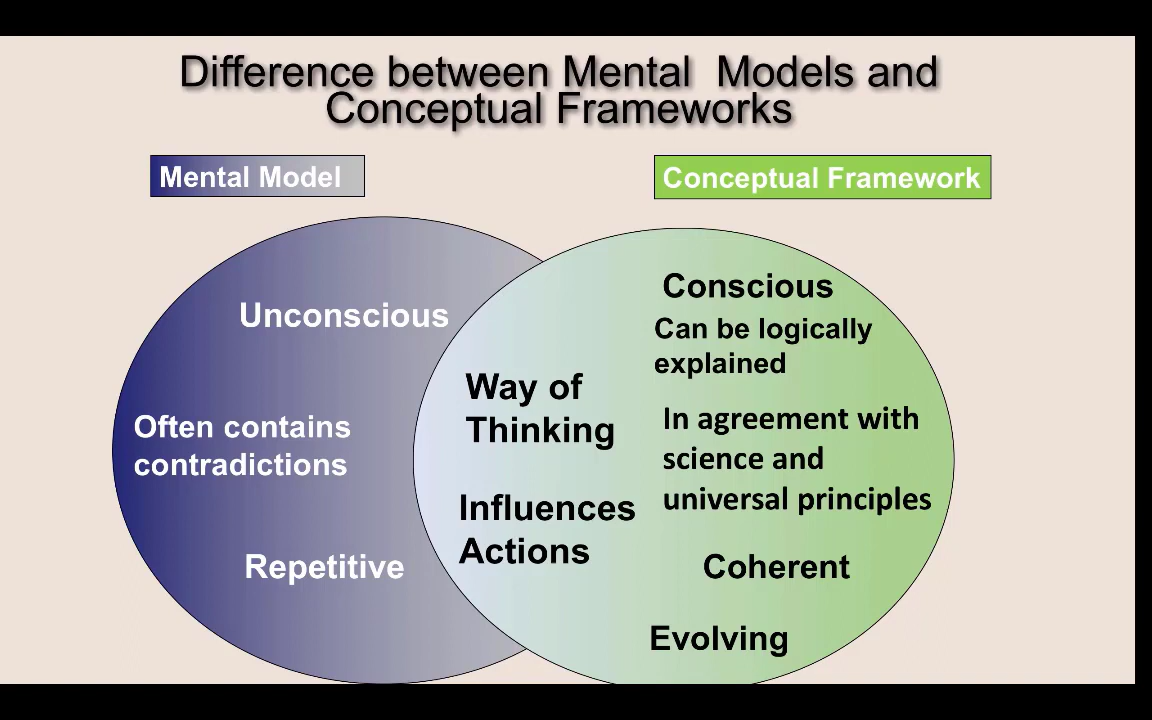 Difference between Mental Models and
Conceptual Frameworks
Mental Model
Conceptual Framework
Unconscious
Often contains
contradictions
Repetitive
Way of
Thinking
Influences
Actions
Conscious
Can be logically
explained
In agreement with
science and
universal principles
Coherent
Evolving